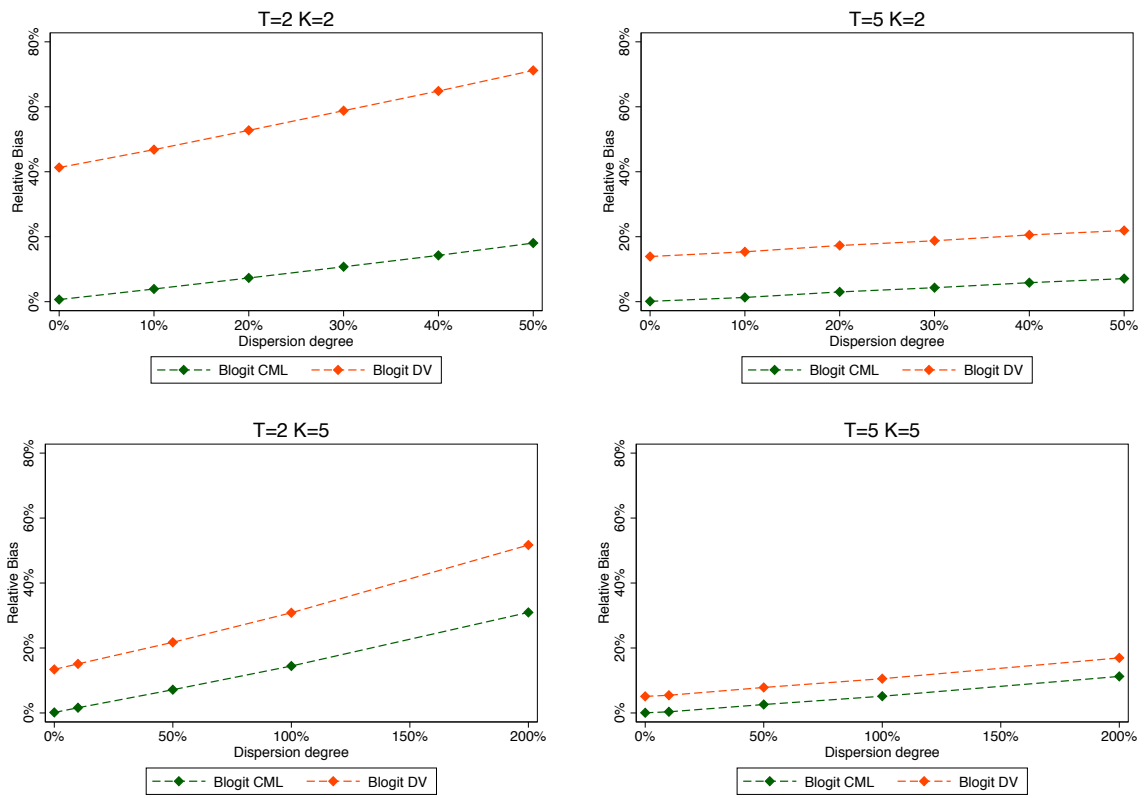 T=2 K=2
Relative Bias
80%
60%
40%
20%
0%
0% 10% 20% 30% 40% 50%
Dispersion degree
Blogit CML Blogit DV
T=5 K=2
Relative Bias
80%
60%
40%
20%
0%
0% 10% 20% 30% 40% 50%
Dispersion degree
Blogit CML Blogit DV
T=2 K=5
Relative Bias
80%
60%
40%
20%
0%
0% 50% 100% 150% 200%
Dispersion degree
Blogit CML Blogit DV
T=5 K=5
Relative Bias
80%
60%
40%
20%
0%
0% 50% 100% 150% 200%
Dispersion degree
Blogit CML Blogit DV